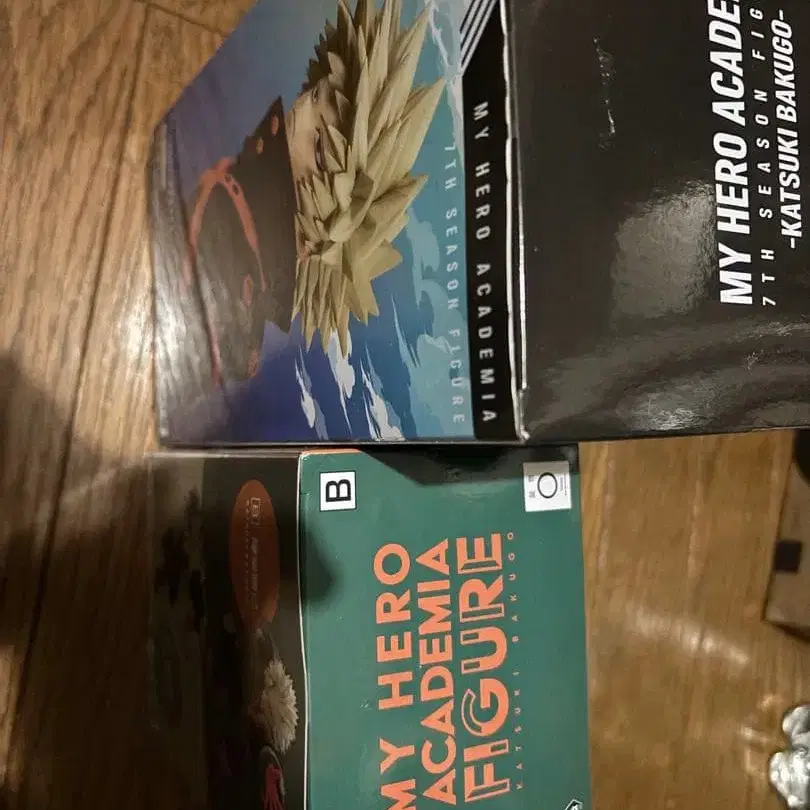 MY HERO ACADEMIA
7TH SEASON FIGURE
MY HERO ACADE
7TH SEASON FIG
-KATSUKI BAKUGO-
B
MY HERO
ACADEMIA
FIGURE
KATSUKI BAKUGO